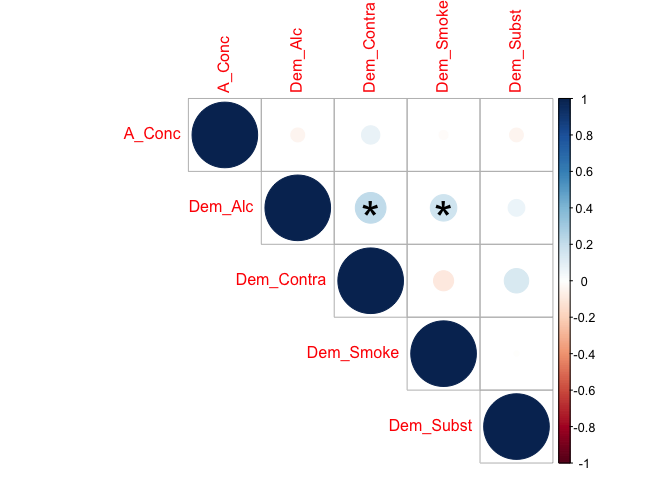 A_Conc
Dem_Alc
Dem_Contra
Dem_Smoke
Dem_Subst
A_Conc
Dem_Alc
* *
Dem_Contra
Dem_Smoke
Dem_Subst
1
0.8
0.6
0.4
0.2
0
-0.2
-0.4
-0.6
-0.8
-1